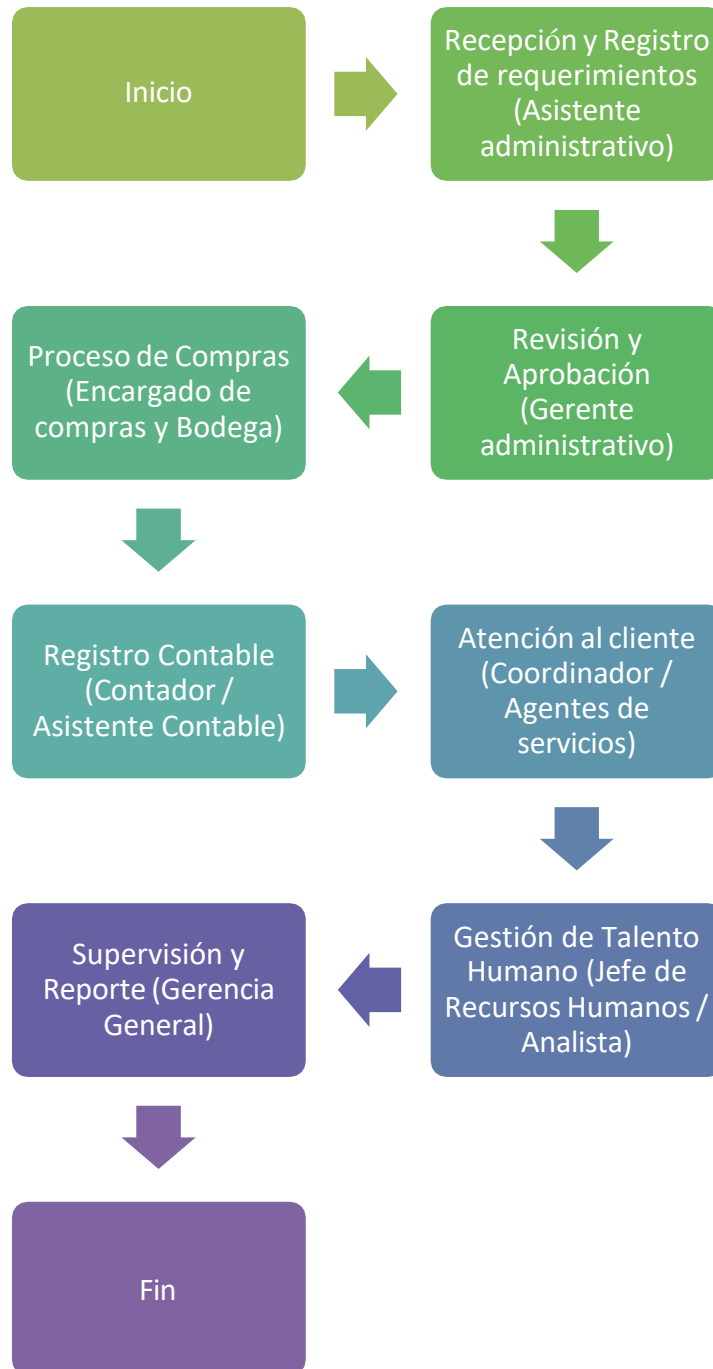 Inicio
Recepción y Registro
de requerimientos
(Asistente
administrativo)
Revisión y
Aprobación
(Gerente
administrativo)
Proceso de Compras
(Encargado de
compras y Bodega)
Registro Contable
(Contador /
Asistente Contable)
Atención al cliente
(Coordinador /
Agentes de
servicios)
Gestión de Talento
Humano (Jefe de
Recursos Humanos /
Analista)
Supervisión y
Reporte (Gerencia
General)
Fin